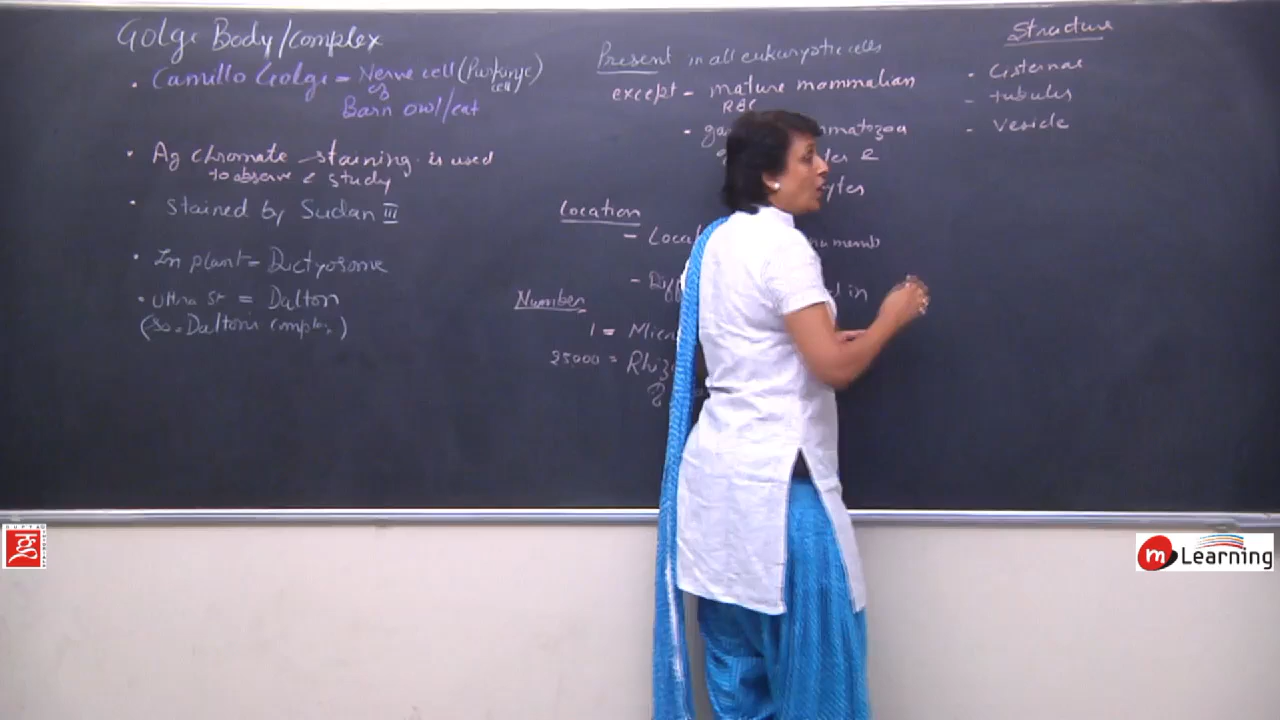 Golgi Body/complex
• Camillo Golgi = Nerve cell (Purkinje cell)
of
Barn owl/cat
• Ag chromate staining is used
to observe & study
• Stained by Sudan III
• In plant = Dictyosome
• Ultra St = Dalton
(so. Dalton's complex)
Present in all eukaryotic cells
except - mature mammalian
RBC
Location
Number
1 =
25000 =
in
Structure
- Cisternae
- tubules
- Vesicle
GUPTA
m Learning